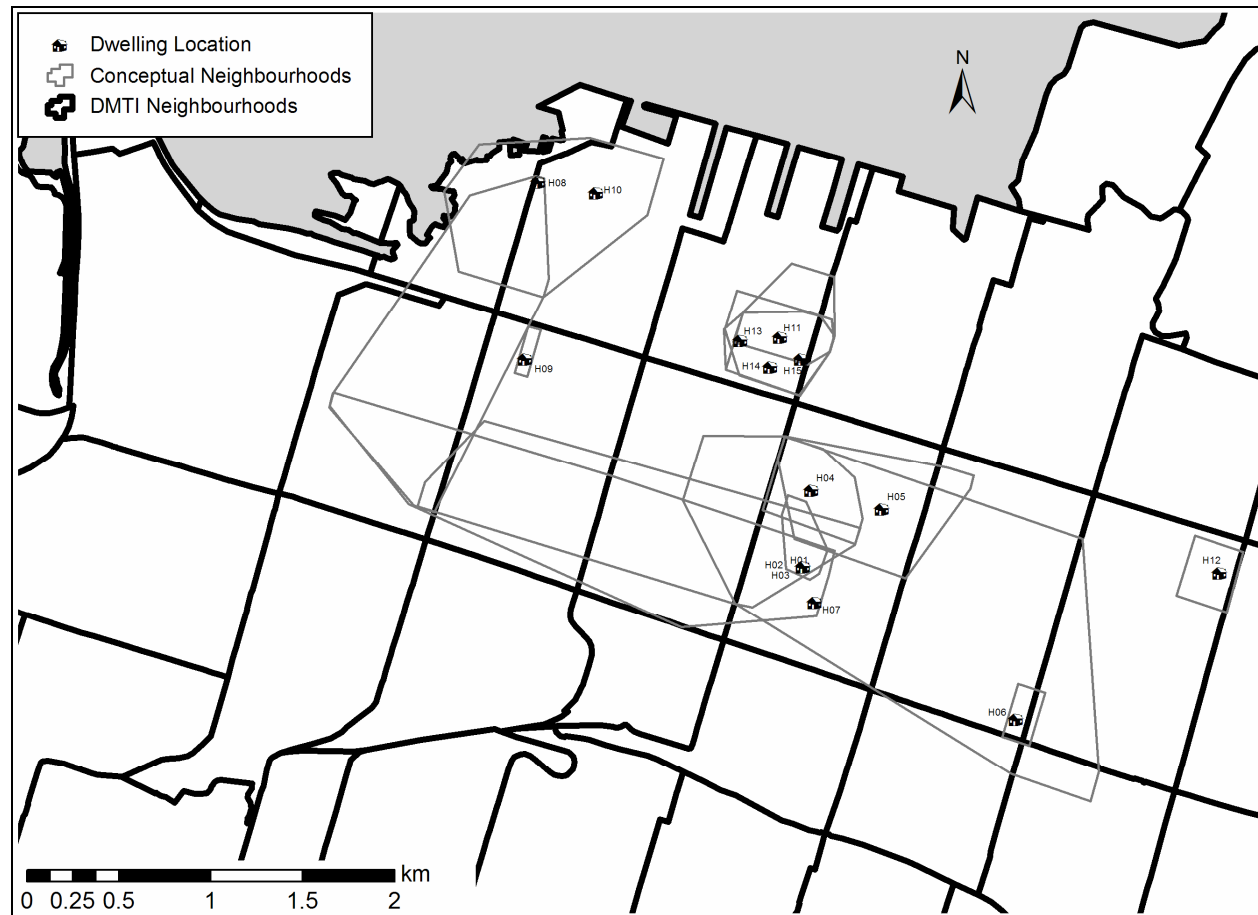 Dwelling Location
Conceptual Neighbourhoods
DMTI Neighbourhoods
N
H08
H10
H13
H11
H14
H15
H09
H04
H05
H02
H01
H03
H07
H12
H06
km
0 0.25 0.5 1 1.5 2